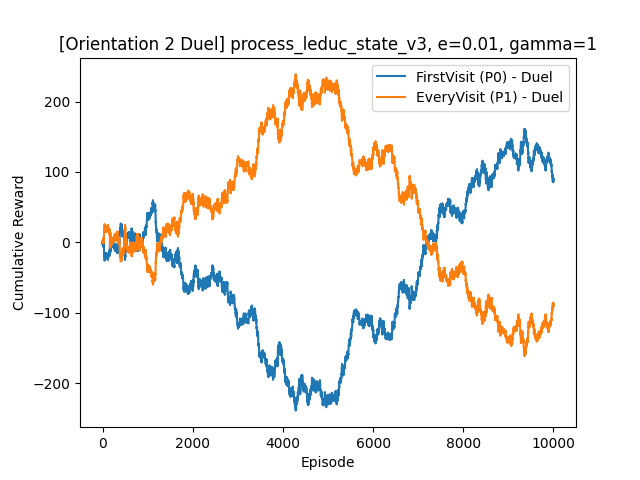 [Orientation 2 Duel] process_leduc_state_v3, e=0.01, gamma=1
FirstVisit (P0) - Duel
EveryVisit (P1) - Duel
Cumulative Reward
200
100
0
−100
−200
0 2000 4000 6000 8000 10000
Episode